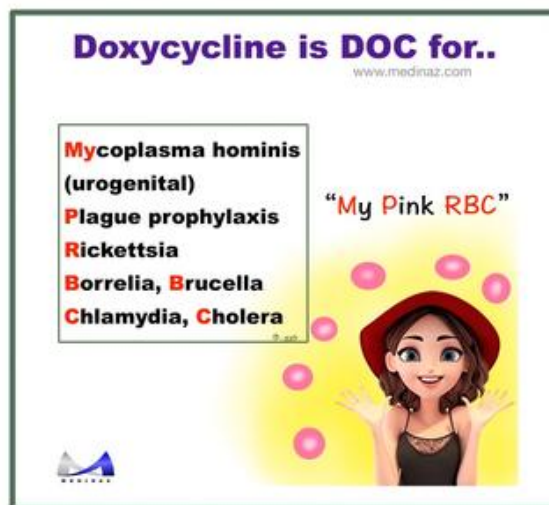 Doxycycline is DOC for..
www.medinaz.com
Mycoplasma hominis
(urogenital)
Plague prophylaxis
Rickettsia
Borrelia, Brucella
Chlamydia, Cholera
“My Pink RBC”
MEDINAZ